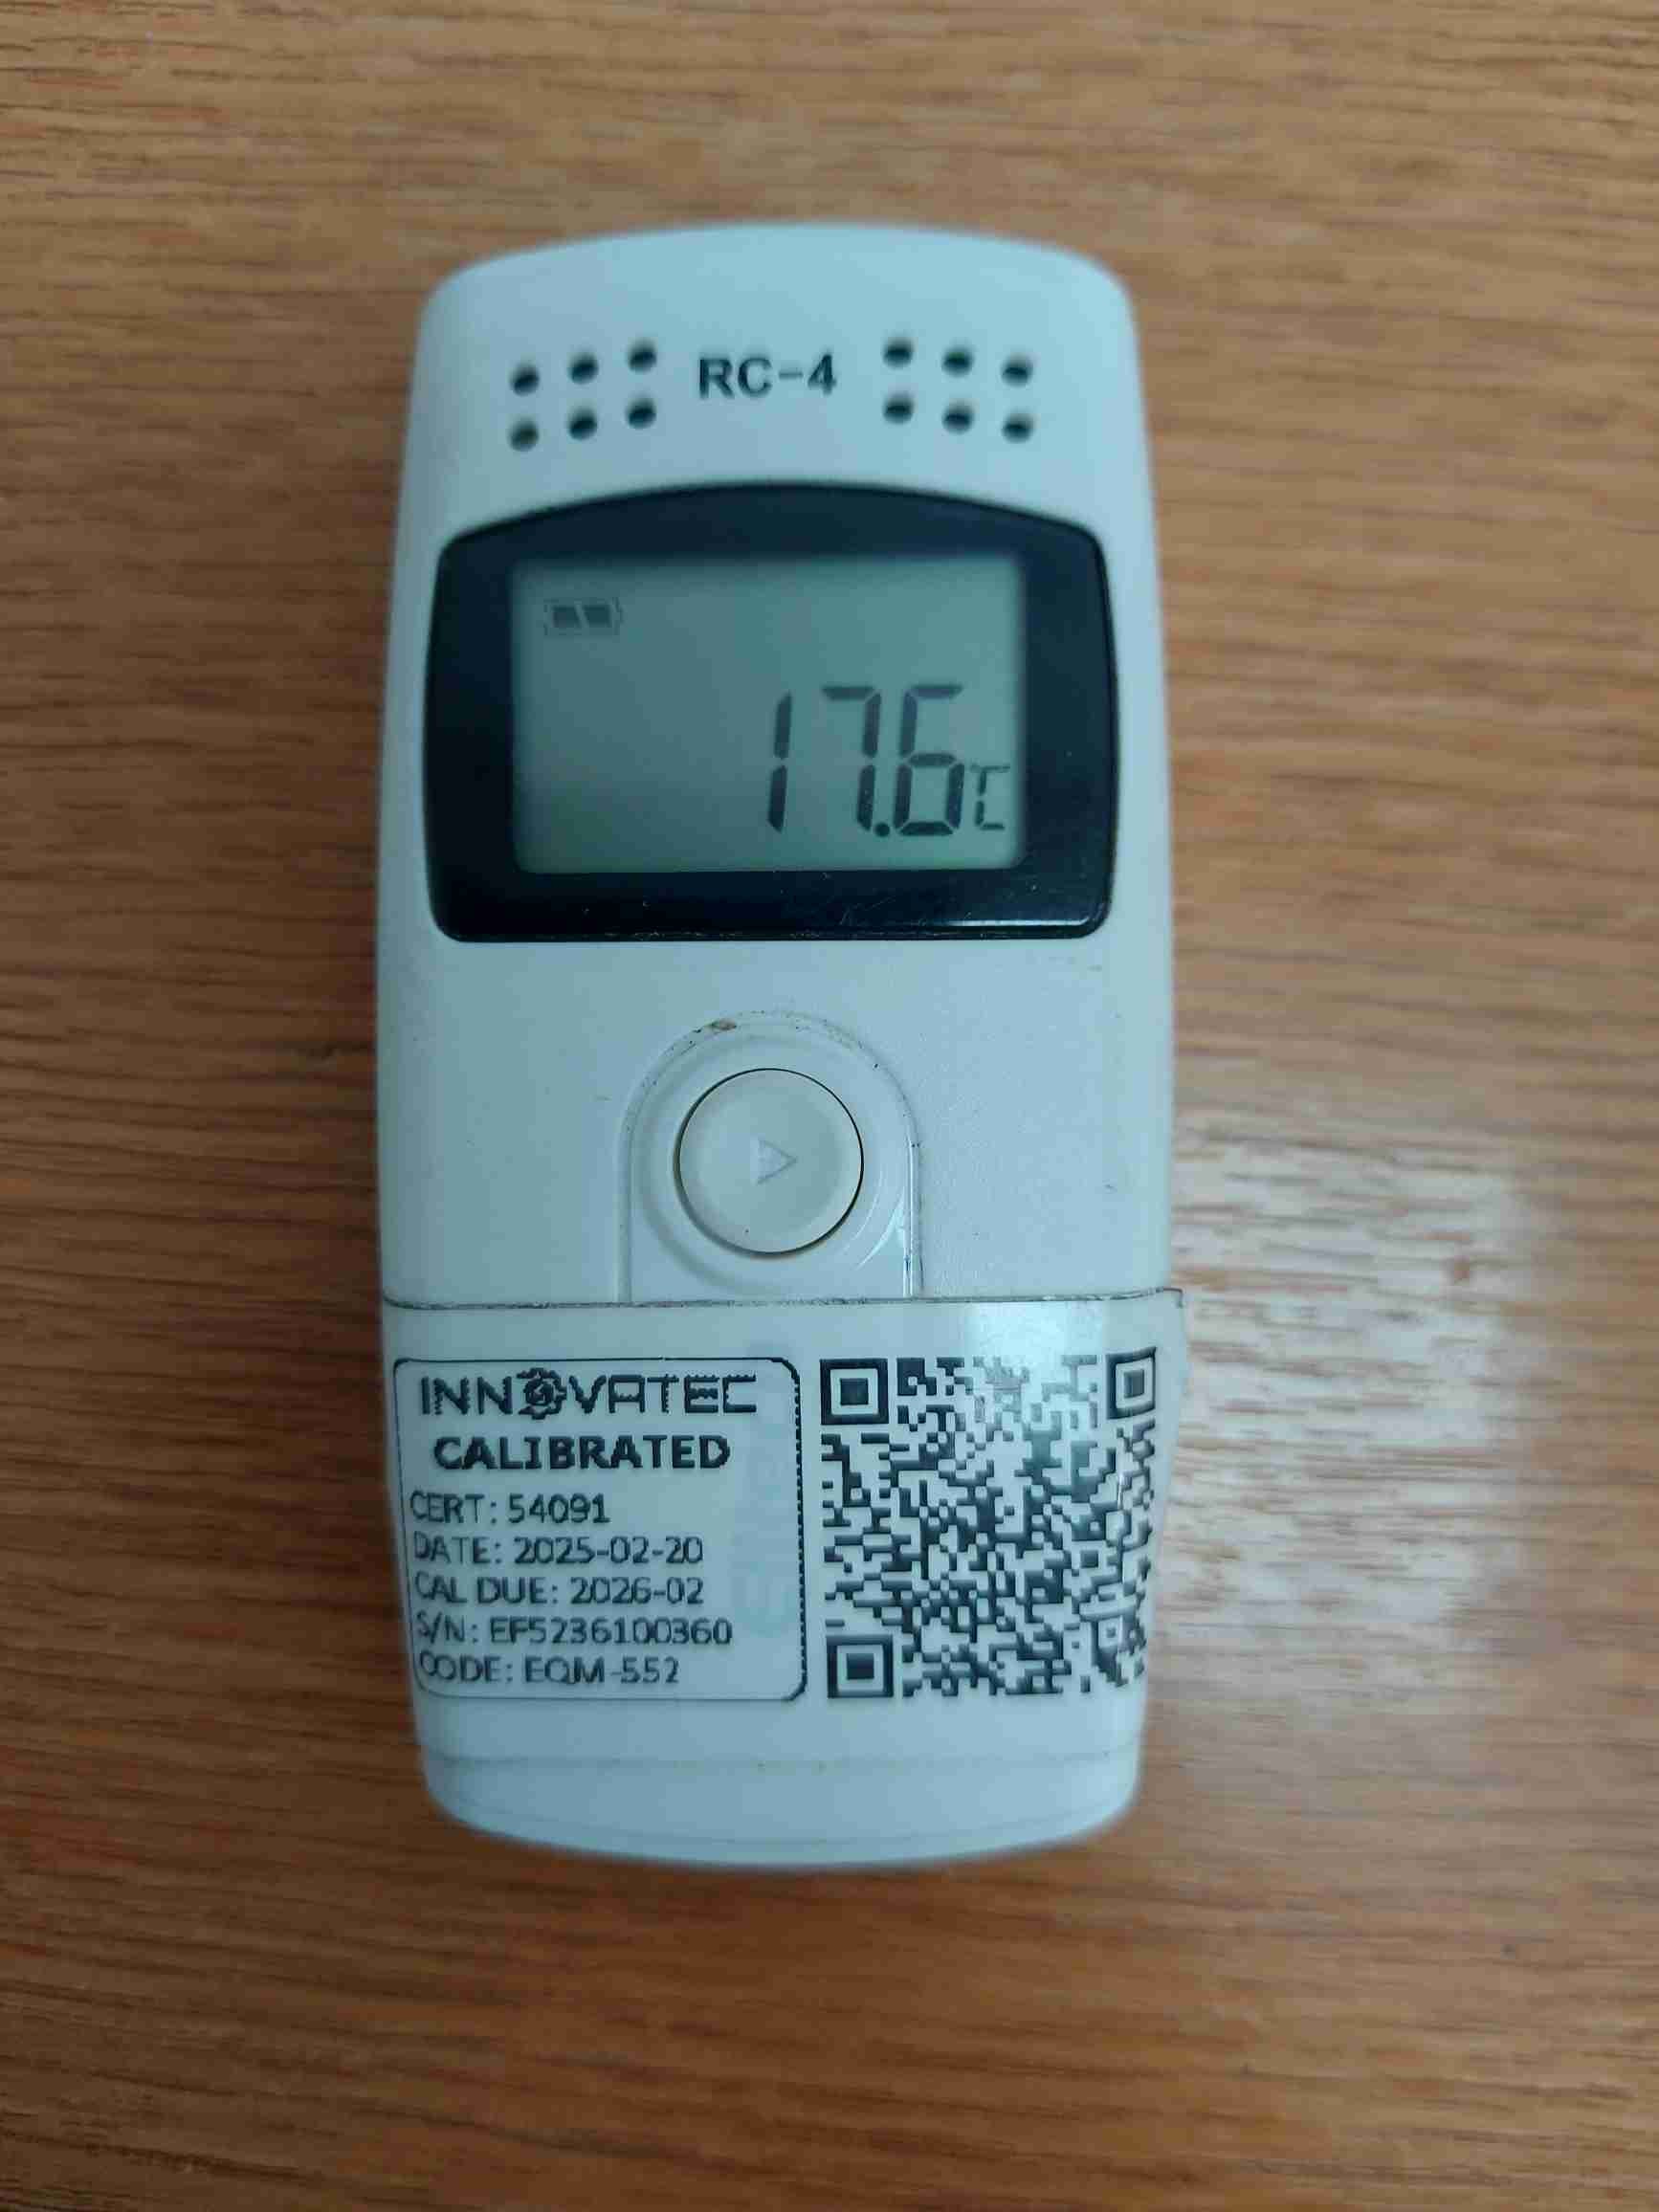 RC-4
17.6℃
INNOVATEC
CALIBRATED
CERT: 54091
DATE: 2025-02-20
CAL DUE: 2026-02
S/N: EF5236100360
CODE: EQM-552